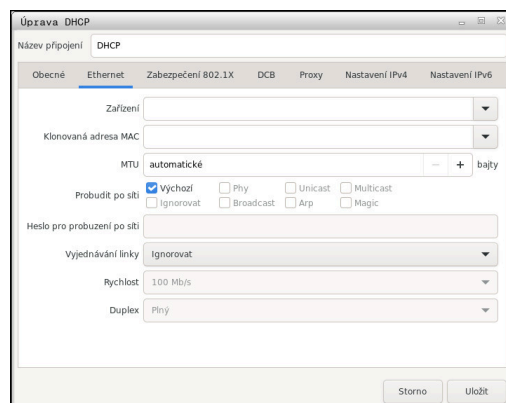 Úprava DHCP
Název připojení DHCP
Obecné Ethernet Zabezpečení 802.1X DCB Proxy Nastavení IPv4 Nastavení IPv6
Zařízení
Klonovaná adresa MAC
MTU automatické − + bajty
Probudit po síti Výchozí Phy Unicast Multicast
Ignorovat Broadcast Arp Magic
Heslo pro probuzení po síti
Vyjednávání linky Ignorovat
Rychlost 100 Mb/s
Duplex Plný
Storno Uložit